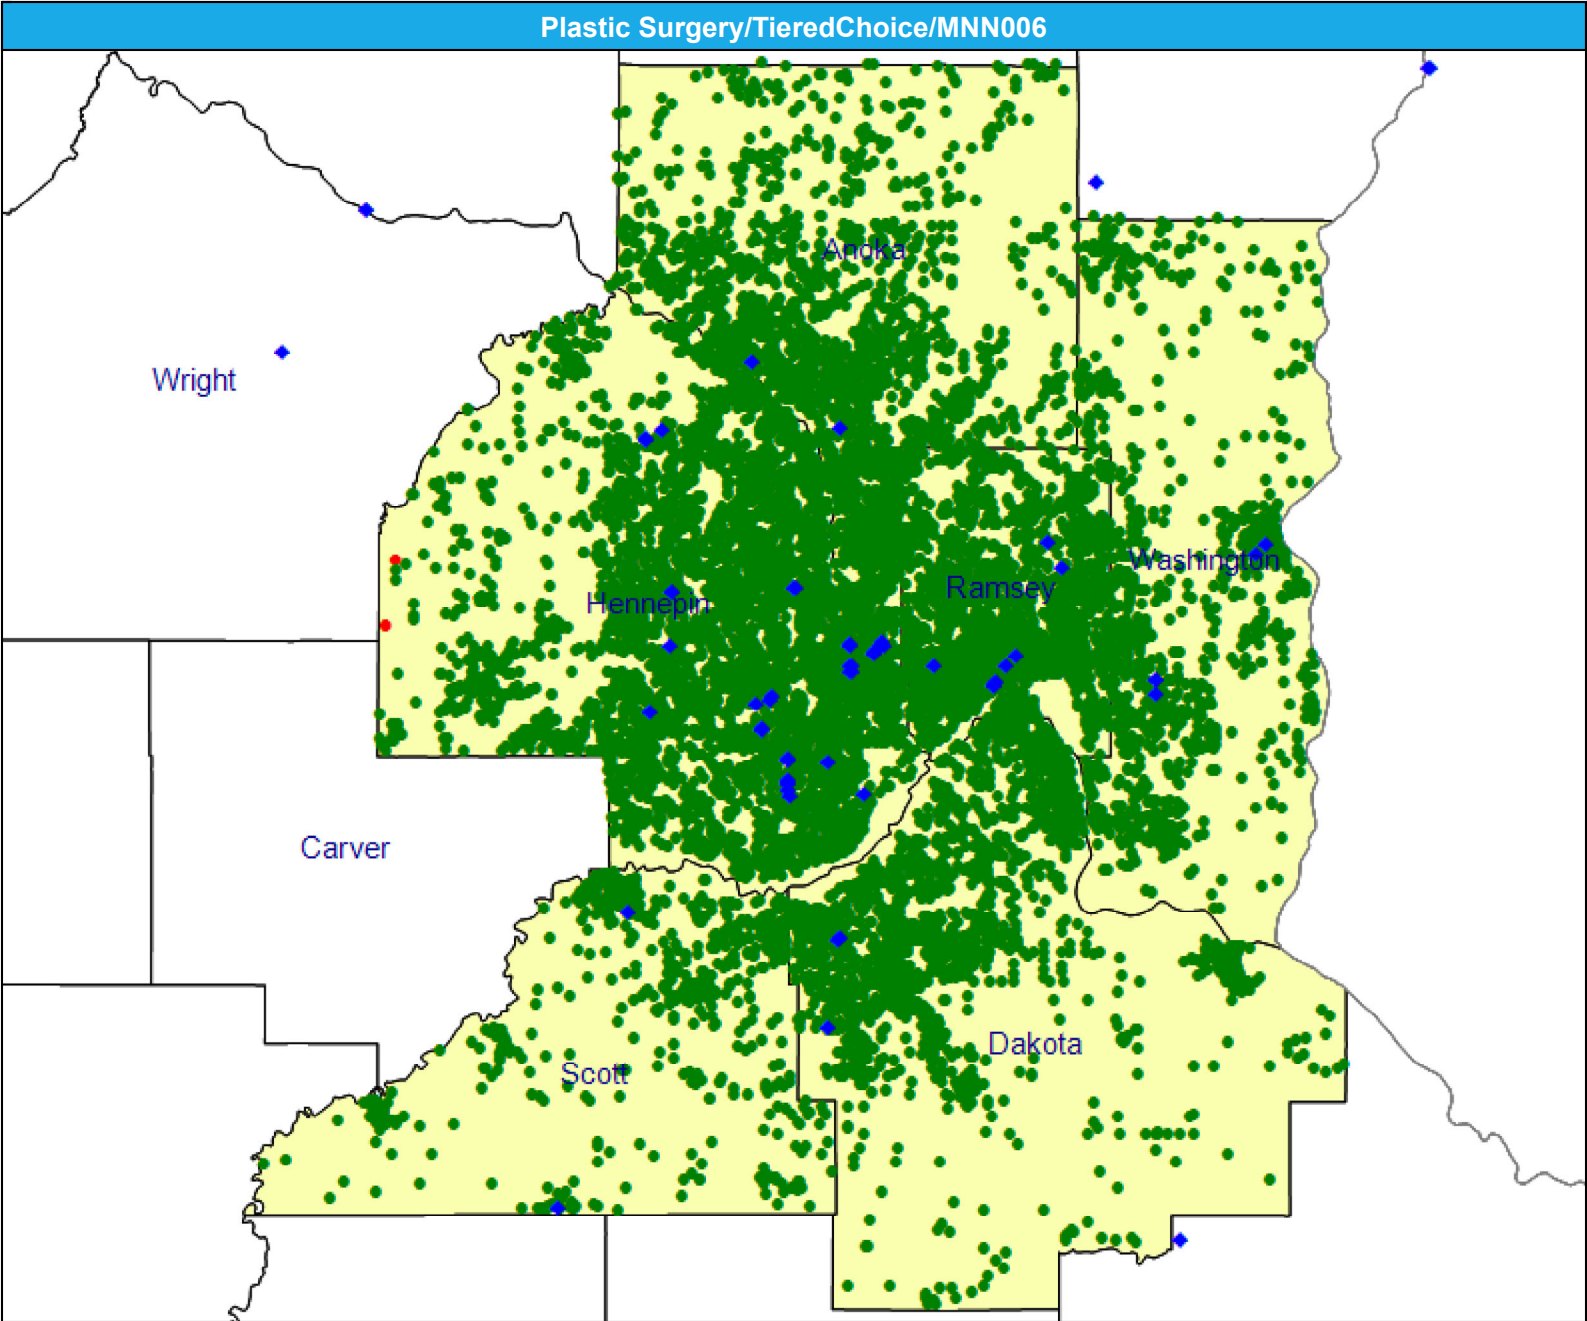 Plastic Surgery/TieredChoice/MNN006
Anoka
Wright
Washington
Ramsey
Hennepin
Carver
Dakota
Scott